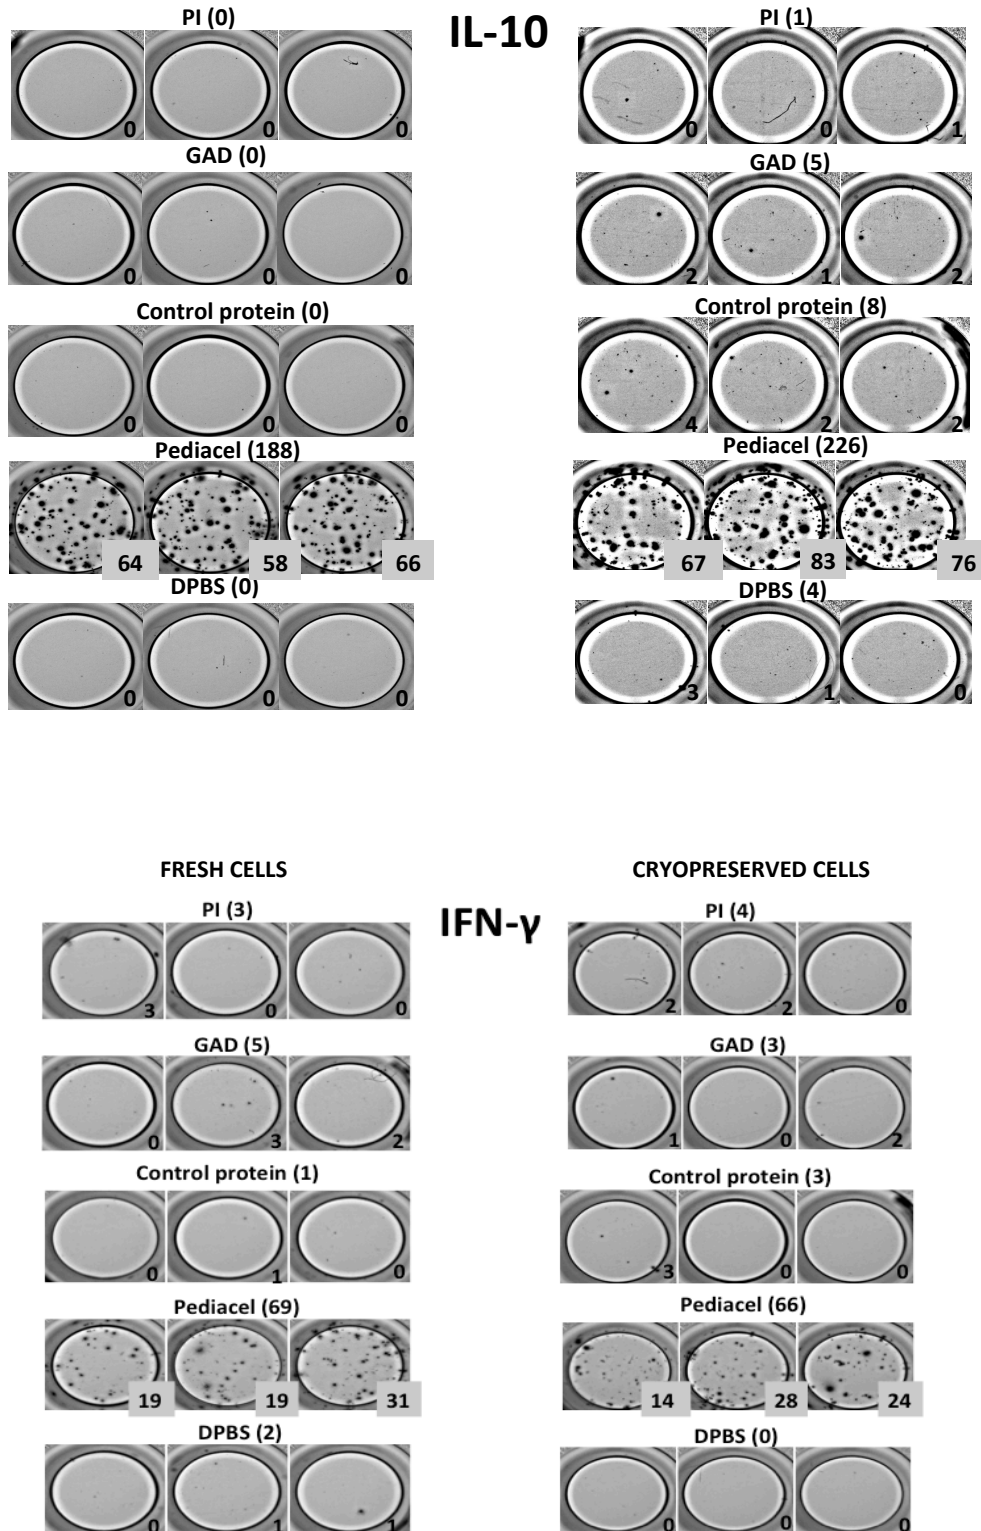 IL-10
PI (0)
0 0 0
GAD (0)
0 0 0
Control protein (0)
0 0 0
Pediacel (188)
64 58 66
DPBS (0)
0 0 0
PI (1)
0 0 1
GAD (5)
2 1 2
Control protein (8)
4 2 2
Pediacel (226)
67 83 76
DPBS (4)
3 1 0
FRESH CELLS
CRYOPRESERVED CELLS
IFN-γ
PI (3)
3 0 0
GAD (5)
0 3 2
Control protein (1)
0 1 0
Pediacel (69)
19 19 31
DPBS (2)
0 1 1
PI (4)
2 2 0
GAD (3)
1 0 2
Control protein (3)
3 0 0
Pediacel (66)
14 28 24
DPBS (0)
0 0 0